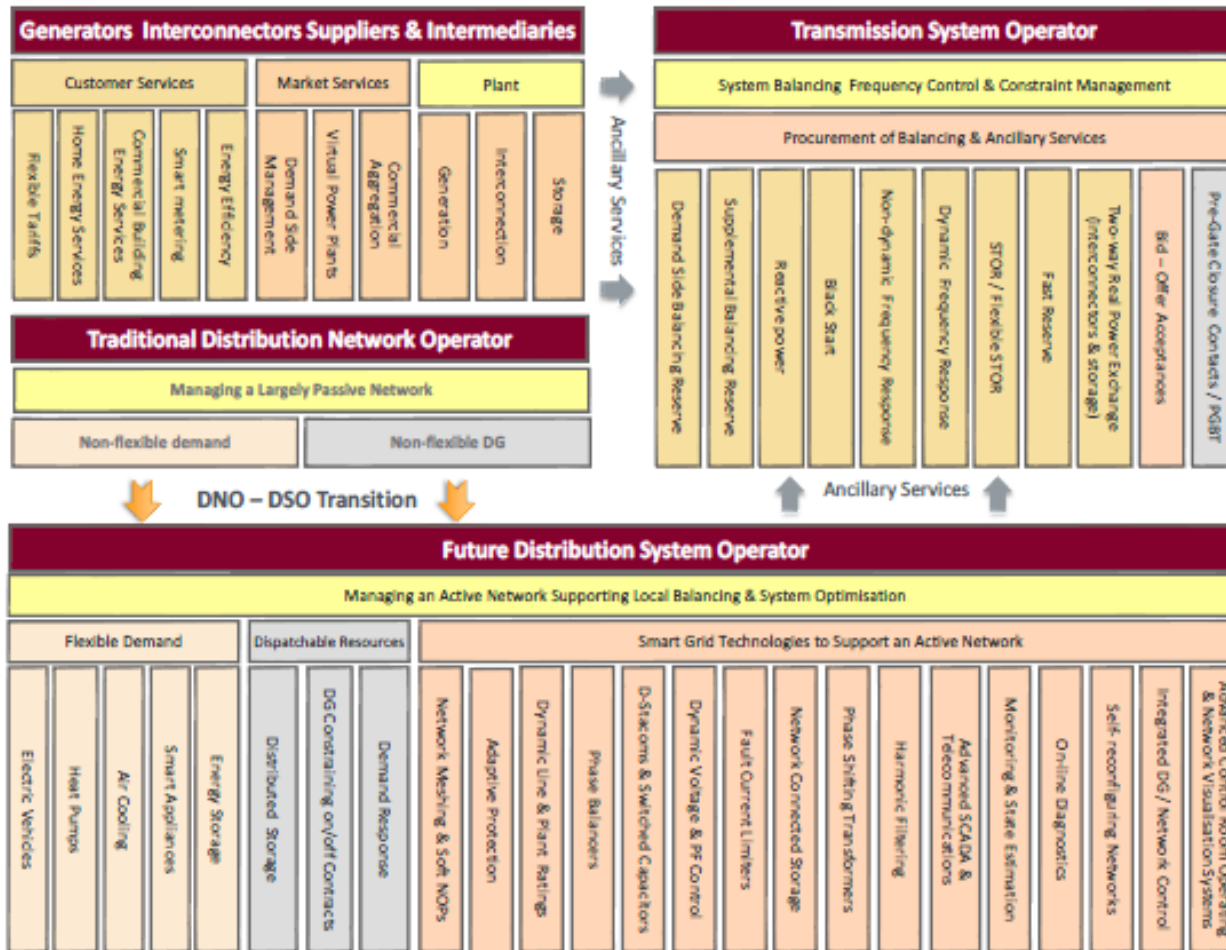 Generators Interconnectors Suppliers & Intermediaries
Customer Services
Market Services
Plant
Flexible Tariffs
Home Energy Services
Commercial Building
Energy Services
Smart metering
Energy Efficiency
Demand Side
Management
Virtual Power Plants
Commercial
Aggregation
Generation
Interconnection
Storage
Ancillary Services
Transmission System Operator
System Balancing Frequency Control & Constraint Management
Procurement of Balancing & Ancillary Services
Demand Side Balancing Reserve
Supplemental Balancing Reserve
Reactive power
Black Start
Non-dynamic Frequency Response
Dynamic Frequency Response
STOR / Flexible STOR
Fast Reserve
Two-way Real Power Exchange
(interconnectors & storage)
Bid – Offer Acceptances
Pre-Gate Closure Contacts / PGBT
Traditional Distribution Network Operator
Managing a Largely Passive Network
Non-flexible demand
Non-flexible DG
DNO – DSO Transition
Ancillary Services
Future Distribution System Operator
Managing an Active Network Supporting Local Balancing & System Optimisation
Flexible Demand
Dispatchable Resources
Smart Grid Technologies to Support an Active Network
Electric Vehicles
Heat Pumps
Air Cooling
Smart Appliances
Energy Storage
Distributed Storage
DG Constraining on/off Contracts
Demand Response
Network Meshing & Soft NOPs
Adaptive Protection
Dynamic Line & Plant Ratings
Phase Balancers
D-Stacoms & Switched Capacitors
Dynamic Voltage & PF Control
Fault Current Limiters
Network Connected Storage
Phase Shifting Transformers
Harmonic Filtering
Advanced SCADA &
Telecommunications
Monitoring & State Estimation
On-line Diagnostics
Self- reconfiguring Networks
Integrated DG / Network Control
Advanced Control Room Operating
& Network Visualisation Systems